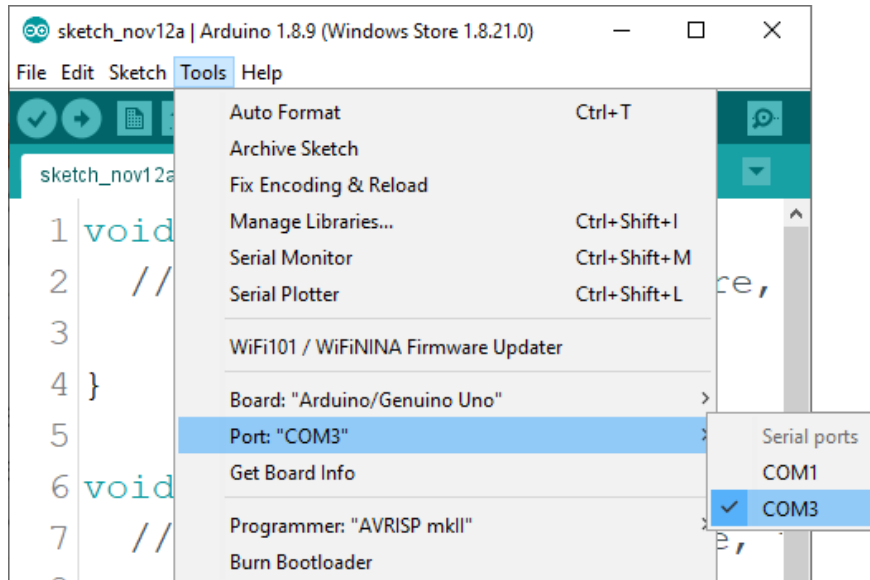 sketch_nov12a | Arduino 1.8.9 (Windows Store 1.8.21.0)
File Edit Sketch Tools Help
sketch_nov12a
Auto Format Ctrl+T
Archive Sketch
Fix Encoding & Reload
Manage Libraries... Ctrl+Shift+I
Serial Monitor Ctrl+Shift+M
Serial Plotter Ctrl+Shift+L
WiFi101 / WiFiNINA Firmware Updater
Board: "Arduino/Genuino Uno"
Port: "COM3"
Get Board Info
Programmer: "AVRISP mkII"
Burn Bootloader
Serial ports
COM1
COM3
1 void
2 // re,
3
4 }
5
6 void
7 // e,